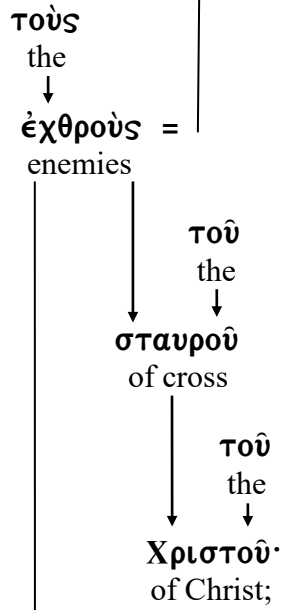 τοὺς
the
ἐχθροὺς =
enemies
τοῦ
the
σταυροῦ
of cross
τοῦ
the
Χριστοῦ·
of Christ;